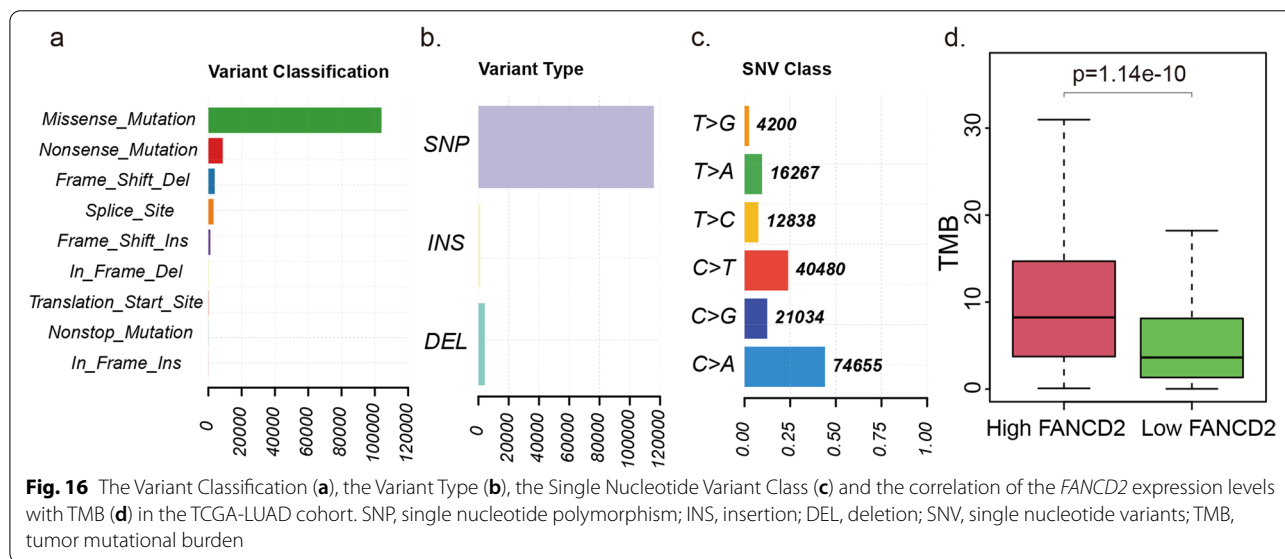 a
Variant Classification
Missense_Mutation
Nonsense_Mutation
Frame_Shift_Del
Splice_Site
Frame_Shift_Ins
In_Frame_Del
Translation_Start_Site
Nonstop_Mutation
In_Frame_Ins
0
20000
40000
60000
80000
100000
120000
b.
Variant Type
SNP
INS
DEL
0
20000
40000
60000
80000
100000
120000
c.
SNV Class
T>G 4200
T>A 16267
T>C 12838
C>T 40480
C>G 21034
C>A 74655
0.00
0.25
0.50
0.75
1.00
d.
p=1.14e-10
TMB
30
20
10
0
High FANCD2 Low FANCD2
Fig. 16 The Variant Classification (a), the Variant Type (b), the Single Nucleotide Variant Class (c) and the correlation of the FANCD2 expression levels
with TMB (d) in the TCGA-LUAD cohort. SNP, single nucleotide polymorphism; INS, insertion; DEL, deletion; SNV, single nucleotide variants; TMB,
tumor mutational burden